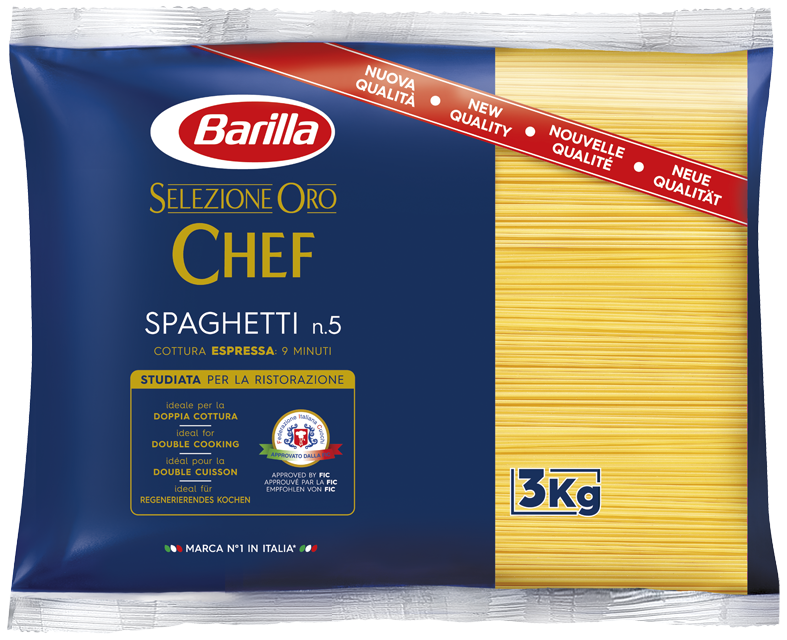 NUOVA
QUALITÀ
NEW
QUALITY
NOUVELLE
QUALITÉ
NEUE
QUALITÄT
Barilla
SELEZIONE ORO
CHEF
SPAGHETTI n.5
COTTURA ESPRESSA: 9 MINUTI
STUDIATA PER LA RISTORAZIONE
ideale per la
DOPPIA COTTURA
ideal for
DOUBLE COOKING
idéal pour la
DOUBLE CUISSON
ideal für
REGENERIERENDES KOCHEN
Federazione Italiana Cuochi
APPROVATO DALLA
APPROVED BY FIC
APPROUVÉ PAR LA FIC
EMPFOHLEN VON FIC
3Kg
MARCA N°1 IN ITALIA*